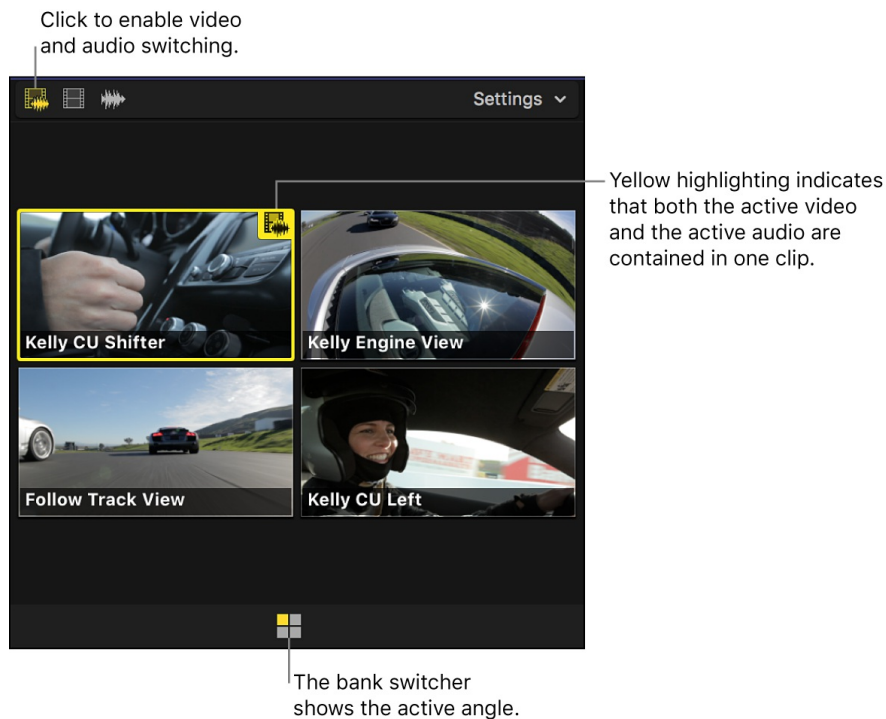 Click to enable video
and audio switching.
Settings
Yellow highlighting indicates
that both the active video
and the active audio are
contained in one clip.
Kelly CU Shifter
Kelly Engine View
Follow Track View
Kelly CU Left
The bank switcher
shows the active angle.